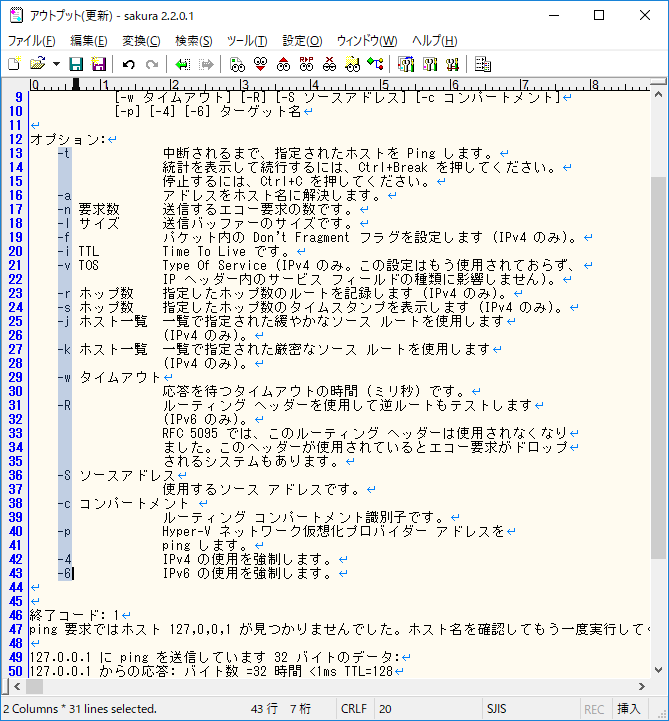 アウトプット(更新) - sakura 2.2.0.1
ファイル(F) 編集(E) 変換(C) 検索(S) ツール(T) 設定(O) ウィンドウ(W) ヘルプ(H)
0 1 2 3 4 5 6 7 8
9 [-w タイムアウト] [-R] [-S ソースアドレス] [-c コンパートメント]
10 [-p] [-4] [-6] ターゲット名
11
12 オプション:
13 -t 中断されるまで、指定されたホストを Ping します。
14 統計を表示して続行するには、Ctrl+Break を押してください。
15 停止するには、Ctrl+C を押してください。
16 -a アドレスをホスト名に解決します。
17 -n 要求数 送信するエコー要求の数です。
18 -l サイズ 送信バッファーのサイズです。
19 -f パケット内の Don't Fragment フラグを設定します (IPv4 のみ)。
20 -i TTL Time To Live です。
21 -v TOS Type Of Service (IPv4 のみ。この設定はもう使用されておらず、
22 IP ヘッダー内のサービス フィールドの種類に影響しません)。
23 -r ホップ数 指定したホップ数のルートを記録します (IPv4 のみ)。
24 -s ホップ数 指定したホップ数のタイムスタンプを表示します (IPv4 のみ)。
25 -j ホスト一覧 一覧で指定された緩やかなソース ルートを使用します
26 (IPv4 のみ)。
27 -k ホスト一覧 一覧で指定された厳密なソース ルートを使用します
28 (IPv4 のみ)。
29 -w タイムアウト
30 応答を待つタイムアウトの時間 (ミリ秒) です。
31 -R ルーティング ヘッダーを使用して逆ルートもテストします
32 (IPv6 のみ)。
33 RFC 5095 では、このルーティング ヘッダーは使用されなくなり
34 ました。このヘッダーが使用されているとエコー要求がドロップ
35 されるシステムもあります。
36 -S ソースアドレス
37 使用するソース アドレスです。
38 -c コンパートメント
39 ルーティング コンパートメント識別子です。
40 -p Hyper-V ネットワーク仮想化プロバイダー アドレスを
41 ping します。
42 -4 IPv4 の使用を強制します。
43 -6 IPv6 の使用を強制します。
44
45
46 終了コード: 1
47 ping 要求ではホスト 127,0,0,1 が見つかりませんでした。ホスト名を確認してもう一度実行して
48
49 127.0.0.1 に ping を送信しています 32 バイトのデータ:
50 127.0.0.1 からの応答: バイト数 =32 時間 <1ms TTL=128
2 Columns * 31 lines selected. 43 行 7 桁 CRLF 20 SJIS REC 挿入